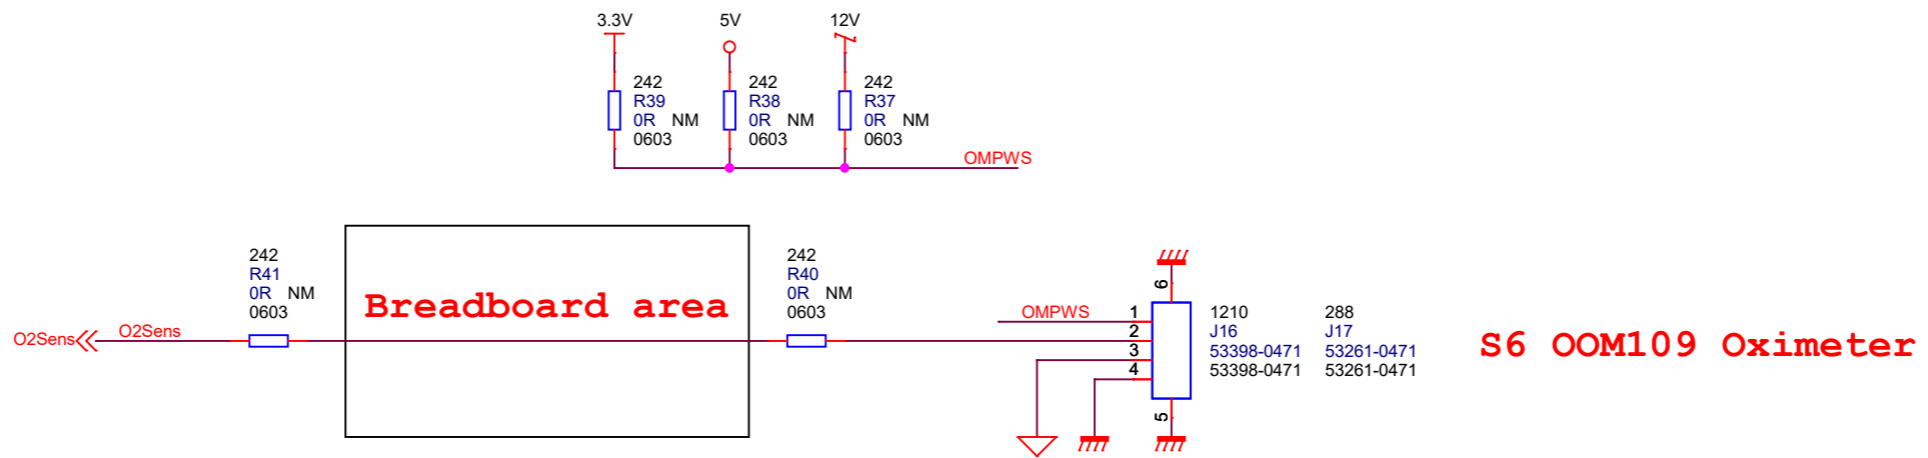 3.3V 5V 12V
242 242 242
R39 R38 R37
0R NM 0R NM 0R NM
0603 0603 0603
OMPWS
242 242
R41 R40
0R NM 0R NM
0603 0603
Breadboard area
O2Sens O2Sens
OMPWS
6
1
2
3
4
5
1210 288
J16 J17
53398-0471 53261-0471
53398-0471 53261-0471
S6 OOM109 Oximeter